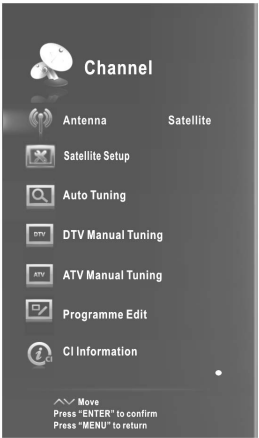 Channel
Antenna Satellite
Satellite Setup
Auto Tuning
DTV DTV Manual Tuning
ATV ATV Manual Tuning
Programme Edit
CI CI Information
Move
Press “ENTER” to confirm
Press “MENU” to return